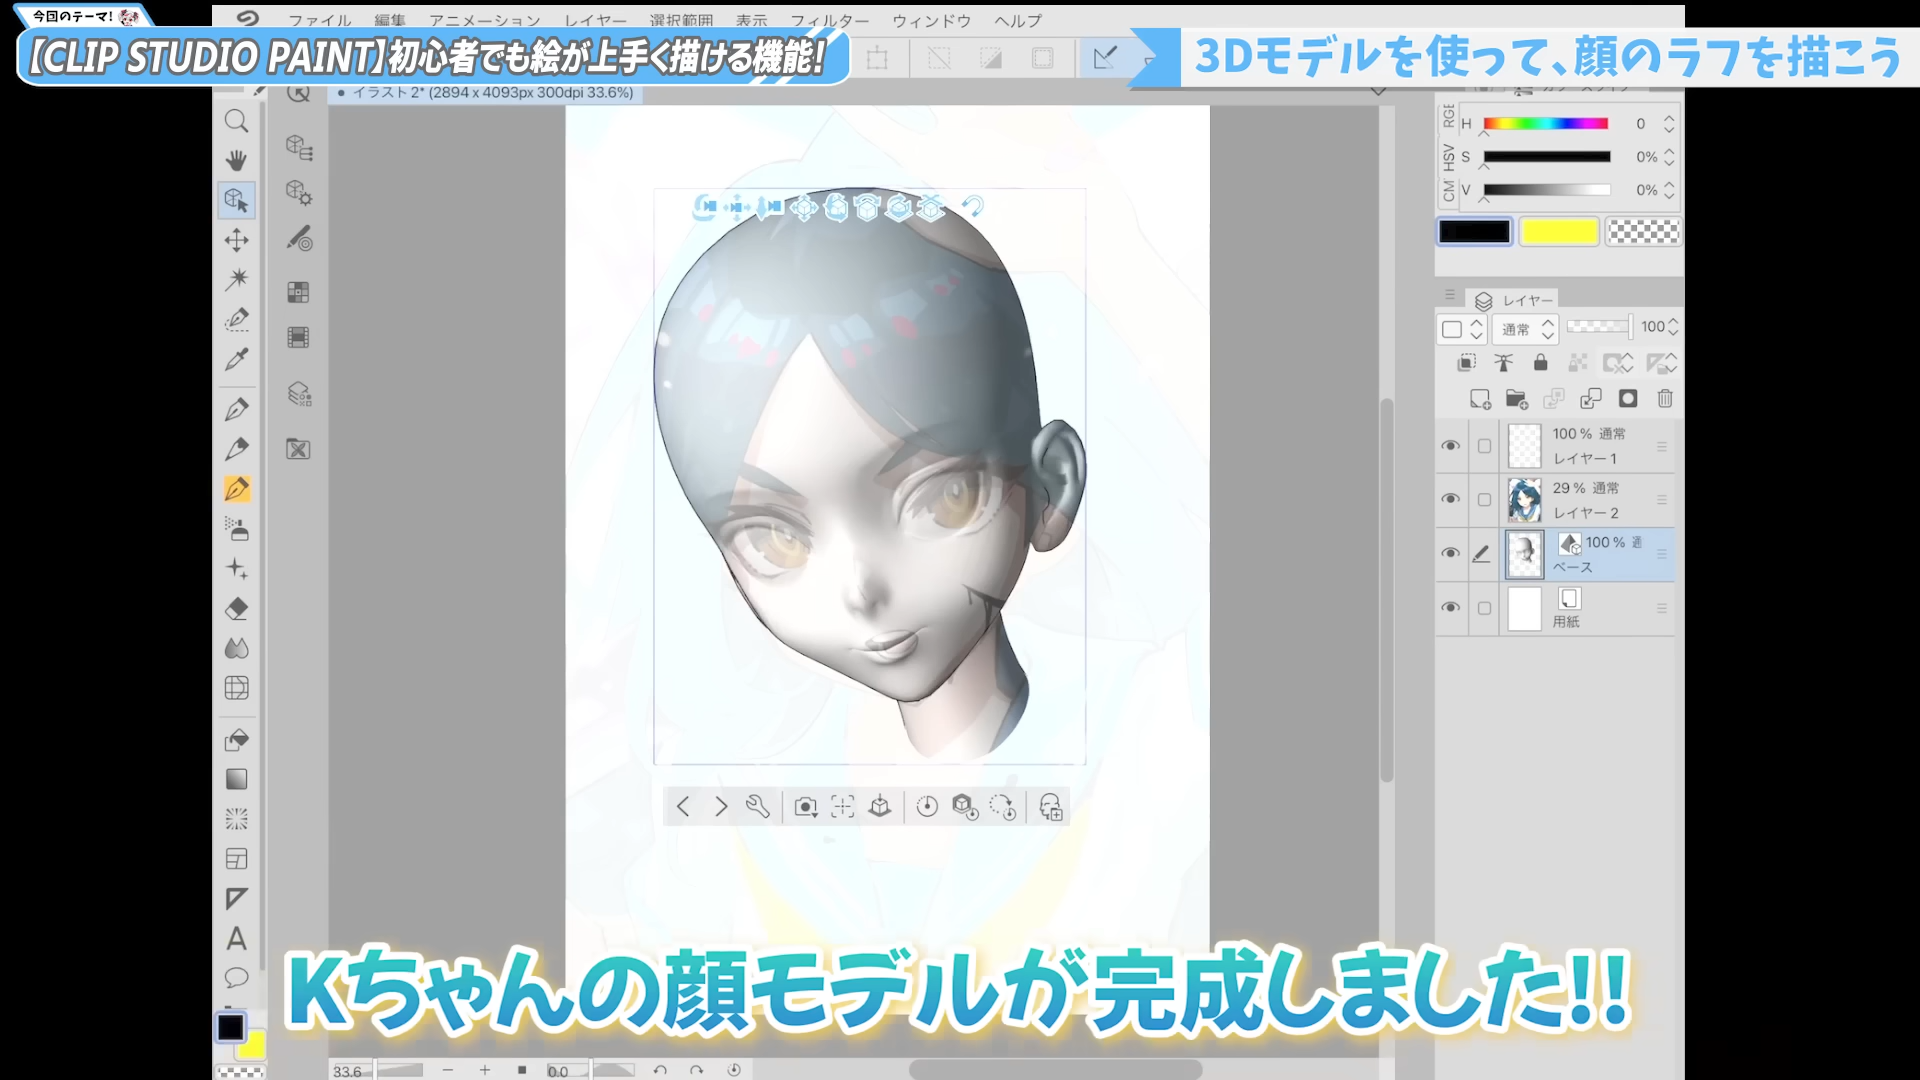 今回のテーマ!
【CLIP STUDIO PAINT】初心者でも絵が上手く描ける機能!
3Dモデルを使って、顔のラフを描こう
ファイル 編集 アニメーション レイヤー 選択範囲 表示 フィルター ウィンドウ ヘルプ
イラスト 2* (2894 x 4093px 300dpi 33.6%)
RGB
HSV
CM
H 0
S 0%
V 0%
レイヤー
通常 100
100 % 通常
レイヤー 1
29 % 通常
レイヤー 2
100 % 通
ベース
用紙
A
Kちゃんの顔モデルが完成しました!!
33.6
0.0